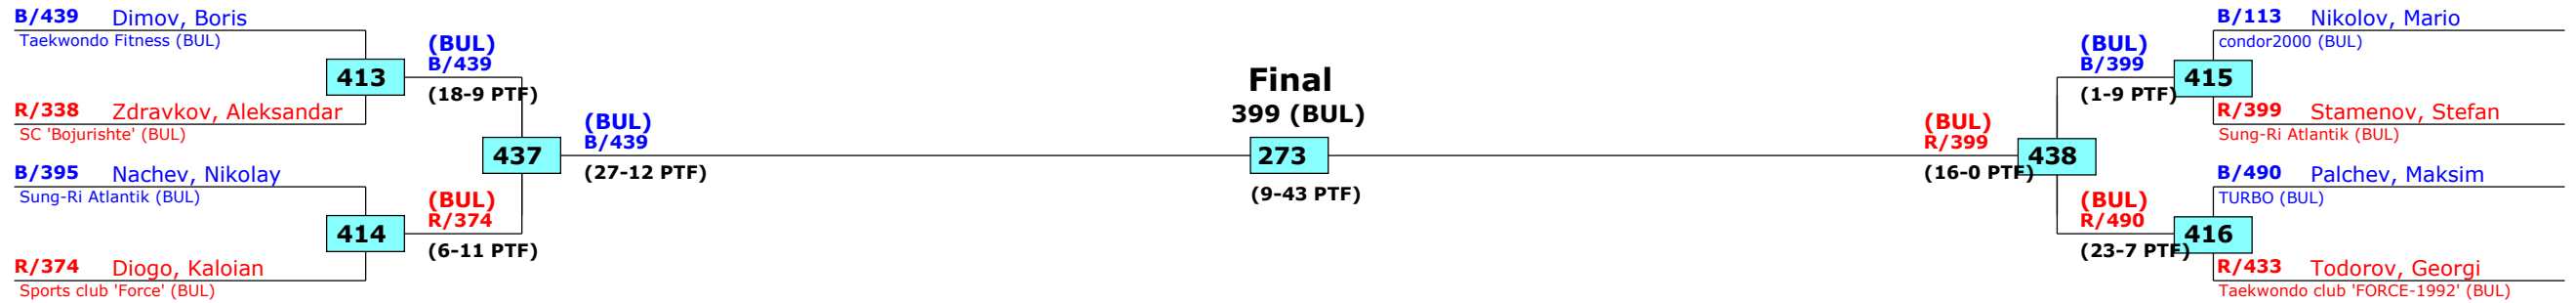 B/439 Dimov, Boris
Taekwondo Fitness (BUL)
413
R/338 Zdravkov, Aleksandar
SC 'Bojurishte' (BUL)
(BUL)
B/439
(18-9 PTF)
B/395 Nachev, Nikolay
Sung-Ri Atlantik (BUL)
414
R/374 Diogo, Kaloian
Sports club 'Force' (BUL)
(BUL)
R/374
(6-11 PTF)
437
(BUL)
B/439
(27-12 PTF)
Final
399 (BUL)
273
(9-43 PTF)
(BUL)
R/399
(16-0 PTF)
438
(BUL)
B/399
(1-9 PTF)
415
B/113 Nikolov, Mario
condor2000 (BUL)
R/399 Stamenov, Stefan
Sung-Ri Atlantik (BUL)
(BUL)
R/490
(23-7 PTF)
416
B/490 Palchev, Maksim
TURBO (BUL)
R/433 Todorov, Georgi
Taekwondo club 'FORCE-1992' (BUL)